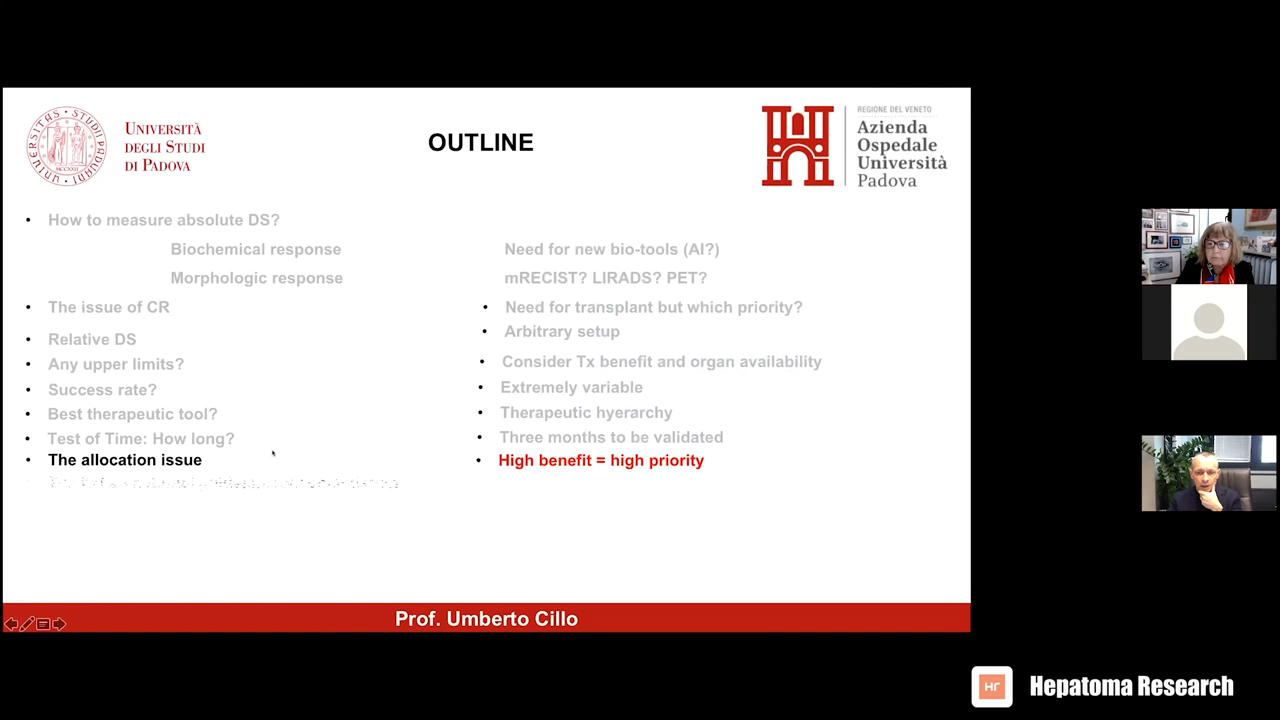 UNIVERSITÀ
DEGLI STUDI
DI PADOVA
OUTLINE
REGIONE DEL VENETO
Azienda
Ospedale
Università
Padova
• How to measure absolute DS?
Biochemical response Need for new bio-tools (AI?)
Morphologic response mRECIST? LIRADS? PET?
• The issue of CR • Need for transplant but which priority?
• Relative DS • Arbitrary setup
• Any upper limits? • Consider Tx benefit and organ availability
• Success rate? • Extremely variable
• Best therapeutic tool? • Therapeutic hyerarchy
• Test of Time: How long? • Three months to be validated
• The allocation issue • High benefit = high priority
Prof. Umberto Cillo
Hr Hepatoma Research